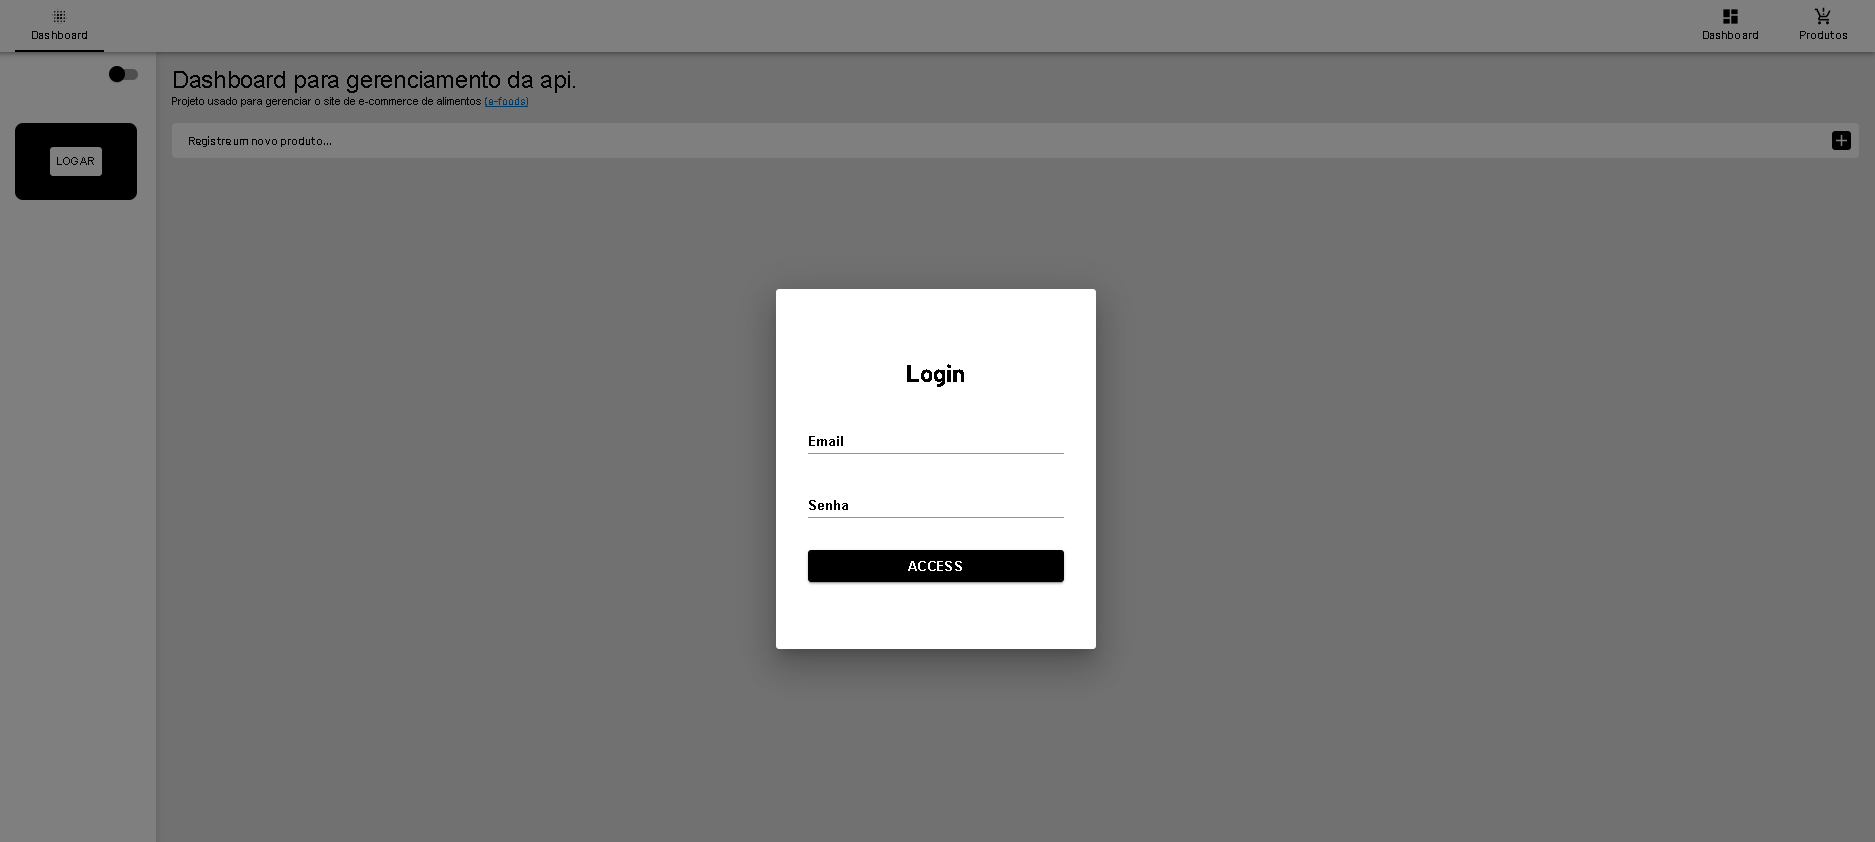 Dashboard
Dashboard
Produtos
Dashboard para gerenciamento da api.
Projeto usado para gerenciar o site de e-commerce de alimentos (e-foods)
LOGAR
Registre um novo produto...
Login
Email
Senha
ACCESS